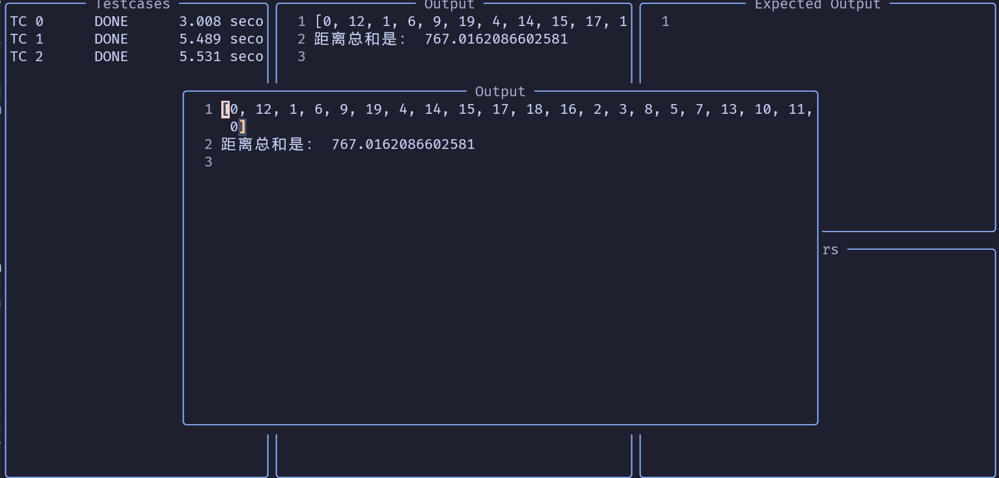 Testcases
Output
Expected Output
TC 0 DONE 3.008 seco
TC 1 DONE 5.489 seco
TC 2 DONE 5.531 seco
1 [0, 12, 1, 6, 9, 19, 4, 14, 15, 17, 1
2 距离总和是： 767.0162086602581
3
1
Output
1 [0, 12, 1, 6, 9, 19, 4, 14, 15, 17, 18, 16, 2, 3, 8, 5, 7, 13, 10, 11,
0]
2 距离总和是： 767.0162086602581
3
rs